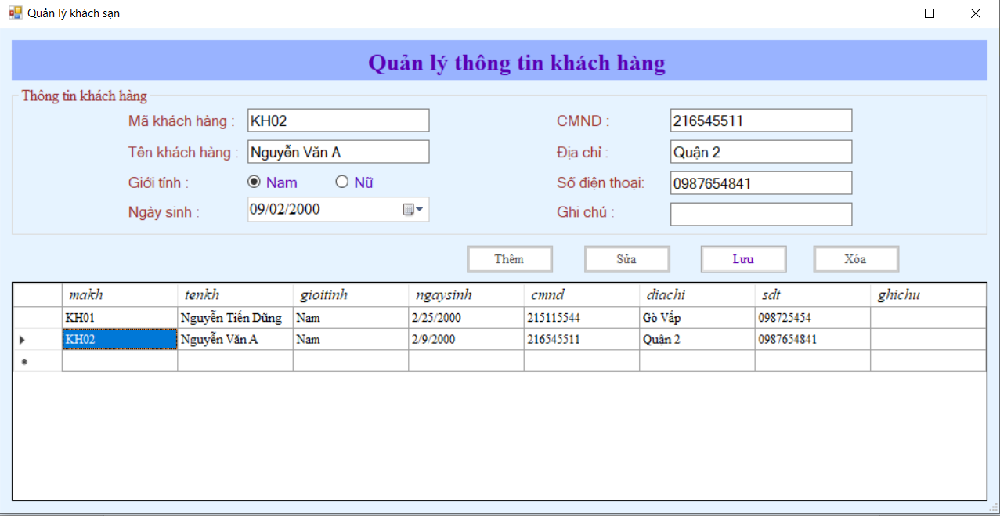 Quản lý khách sạn
Quản lý thông tin khách hàng
Thông tin khách hàng
Mã khách hàng : KH02 CMND : 216545511
Tên khách hàng : Nguyễn Văn A Địa chỉ : Quận 2
Giới tính : Nam Nữ Số điện thoại: 0987654841
Ngày sinh : 09/02/2000 Ghi chú :
Thêm Sửa Lưu Xóa
makh tenkh gioitinh ngaysinh cmnd diachi sdt ghichu
KH01 Nguyễn Tiến Dũng Nam 2/25/2000 215115544 Gò Vấp 098725454
KH02 Nguyễn Văn A Nam 2/9/2000 216545511 Quận 2 0987654841